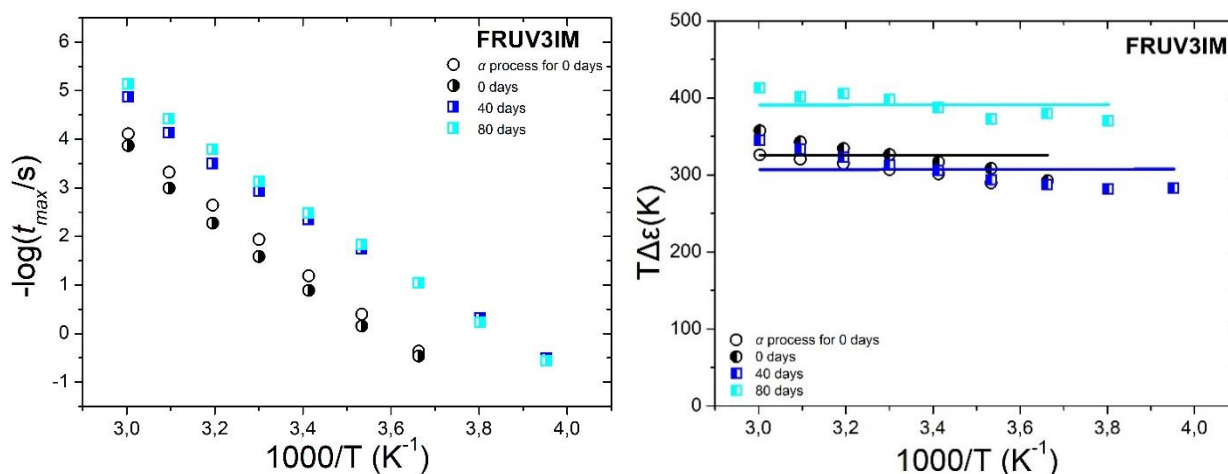 FRUV3IM
α process for 0 days
0 days
40 days
80 days
6
5
4
3
2
1
0
-1
-log(t_max/s)
3,0 3,2 3,4 3,6 3,8 4,0
1000/T (K⁻¹)
FRUV3IM
500
400
300
200
100
0
TΔε(K)
α process for 0 days
0 days
40 days
80 days
3,0 3,2 3,4 3,6 3,8 4,0
1000/T (K⁻¹)